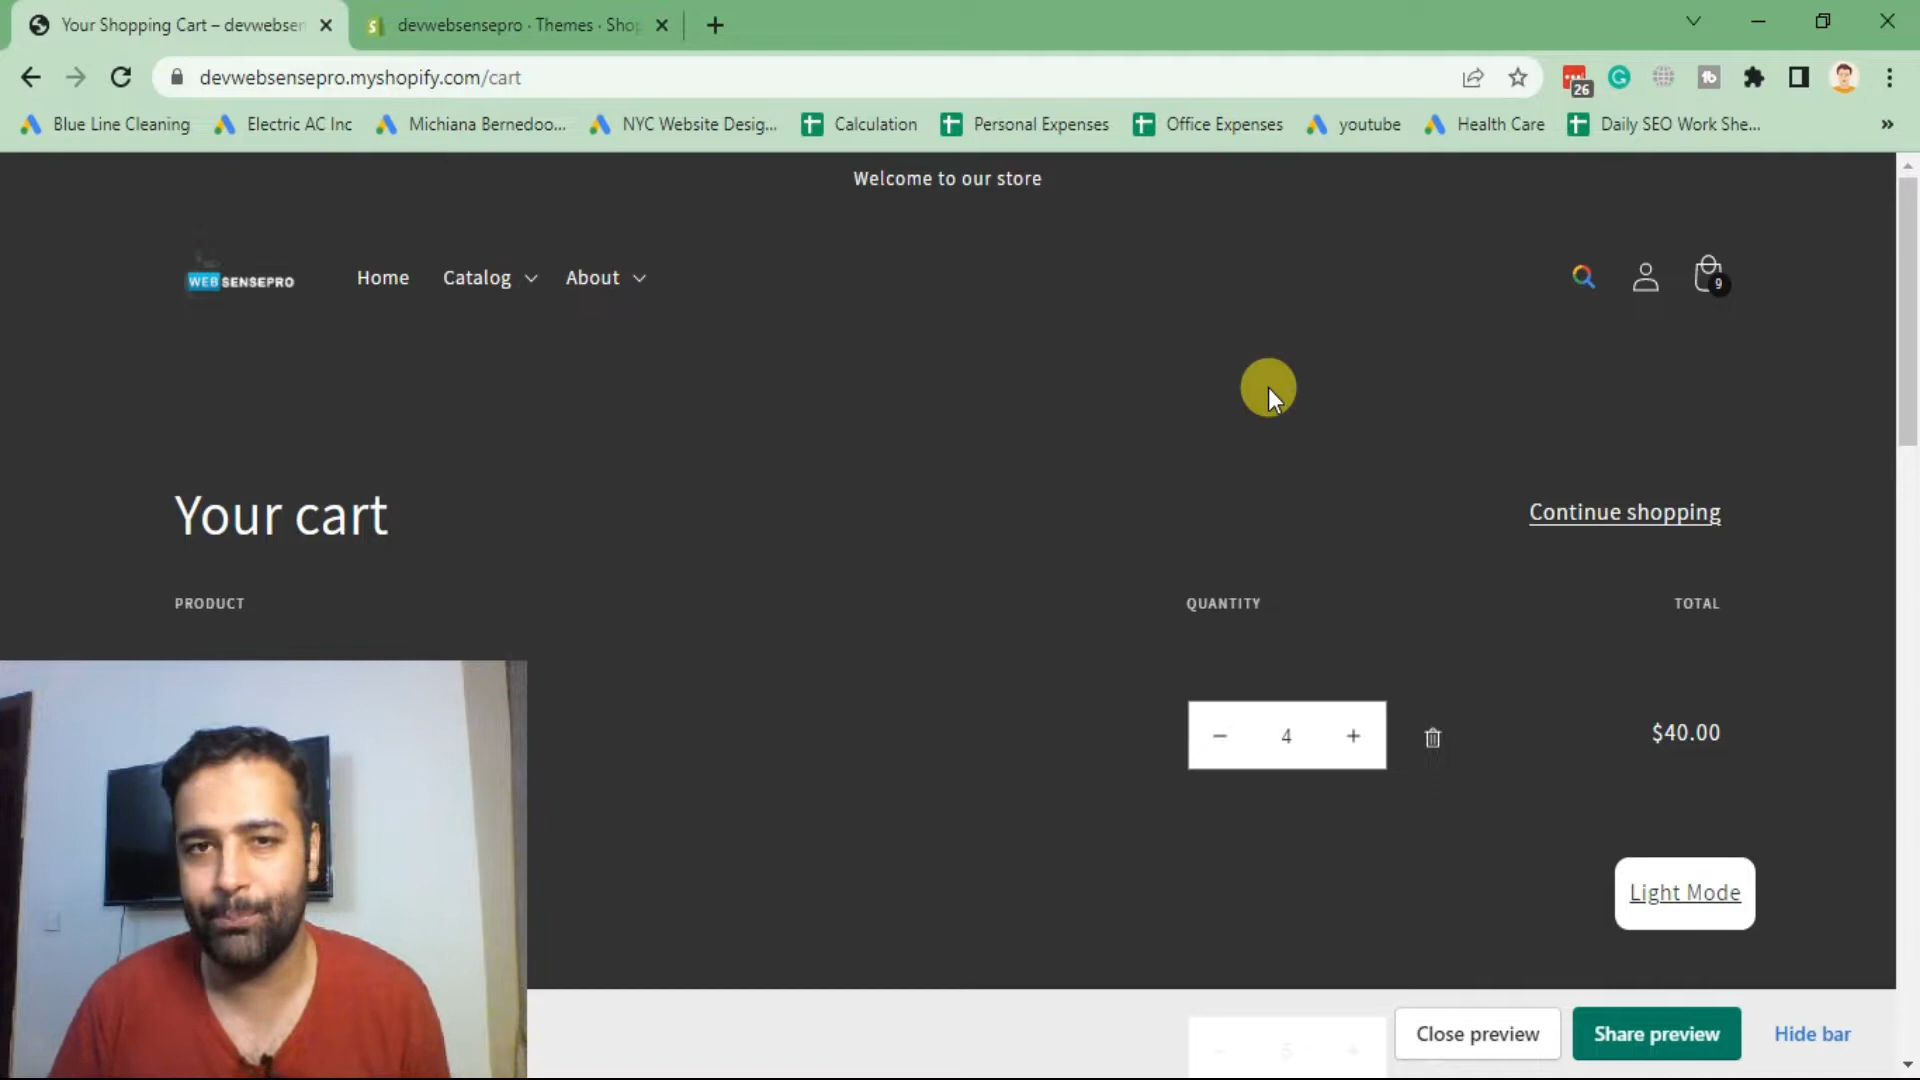 Your Shopping Cart – devwebsen
devwebsensepro · Themes · Shop
devwebsensepro.myshopify.com/cart
26
Blue Line Cleaning
Electric AC Inc
Michiana Bernedoo...
NYC Website Desig...
Calculation
Personal Expenses
Office Expenses
youtube
Health Care
Daily SEO Work She...
»
Welcome to our store
WEBSENSEPRO
Home
Catalog
About
9
Your cart
Continue shopping
PRODUCT
QUANTITY
TOTAL
− 4 +
$40.00
Light Mode
− 5 +
Close preview
Share preview
Hide bar